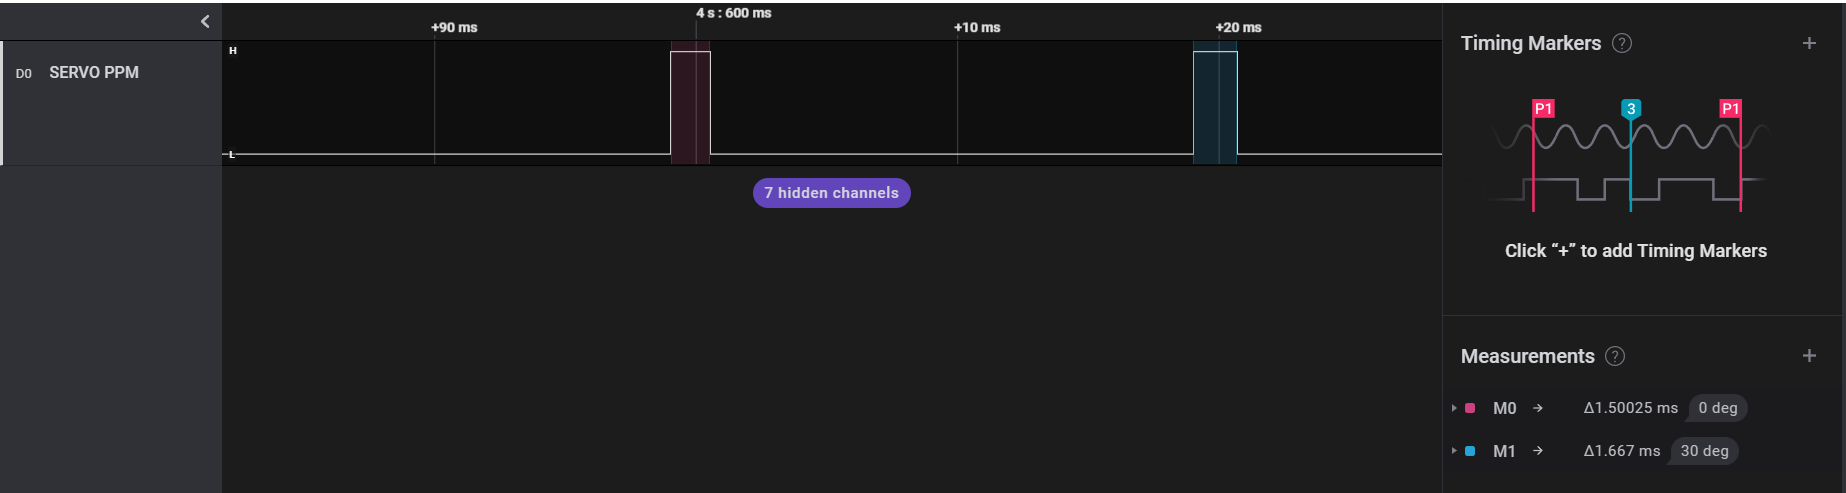 4 s : 600 ms
+90 ms
+10 ms
+20 ms
Timing Markers ?
+
H
D0 SERVO PPM
L
P1
3
P1
7 hidden channels
Click “+” to add Timing Markers
Measurements ?
+
M0 → Δ1.50025 ms 0 deg
M1 → Δ1.667 ms 30 deg